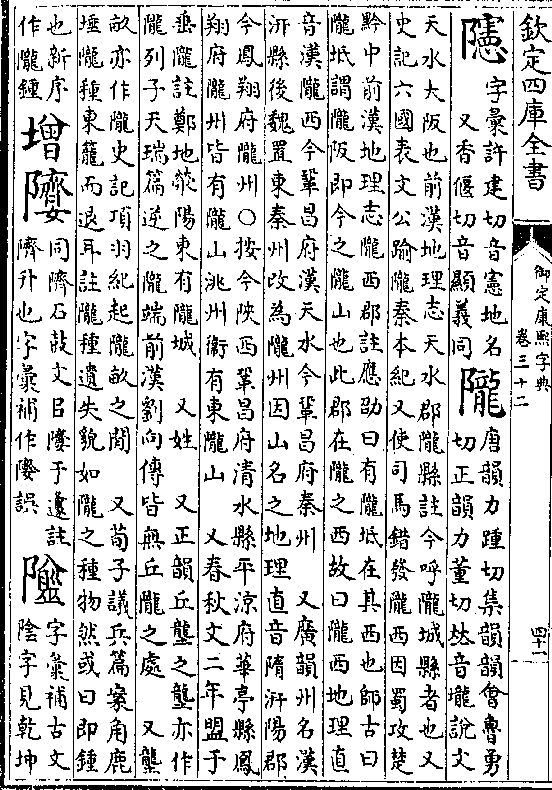 欽定四庫全書
御定康熙字典
卷三十二
四十一
字彙許建切音憲地名
又香偃切音顯義同
隴
唐韻力踵切集韻韻會魯勇
切正韻力董切𠀤音壠說文
天水大阪也前漢地理志天水郡隴縣註今呼隴城縣者也又
史記六國表文公踰隴秦本紀又使司馬錯發隴西因蜀攻楚
黔中前漢地理志隴西郡註應劭曰有隴坻在其西也師古曰
隴坻謂隴阪即今之隴山也此郡在隴之西故曰隴西地理直
音漢隴西今鞏昌府漢天水今鞏昌府秦州 又廣韻州名漢
汧縣後魏置東秦州改為隴州因山名之地理直音隋汧陽郡
今鳳翔府隴州○按今陝西鞏昌府清水縣平涼府華亭縣鳳
翔府隴州皆有隴山洮州衛有東隴山 又春秋文二年盟于
垂隴註鄭地滎陽東有隴城 又姓 又正韻丘壟之壟亦作
隴列子天瑞篇逆之隴端前漢劉向傳皆無丘隴之處 又壟
畝亦作隴史記項羽紀起隴畝之間 又荀子議兵篇案角鹿
埵隴種東籠而退耳註隴種遺失貌如隴之種物然或曰即鍾
也新序
作隴鍾
增
同隮石鼓文㠯于邍註
隮升也字彙補作誤
字彙補古文
陰字見乾坤